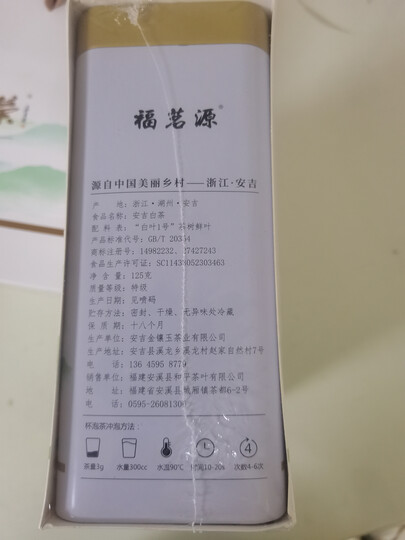 福茗源®
源自中国美丽乡村——浙江·安吉
产 地：浙江·湖州·安吉
食品名称：安吉白茶
配 料 表："白叶1号"茶树鲜叶
产品标准代号：GB/T 20354
商标注册号：14982232、17427243
食品生产许可证：SC11433052303463
净 含 量：125克
质量等级：特级
生产日期：见喷码
贮存方法：密封、干燥、无异味处冷藏
保 质 期：十八个月
生产单位：安吉金镶玉茶业有限公司
生产地址：安吉县溪龙乡溪龙村赵家自然村7号
电 话：136 4595 8779
销售单位：福建安溪县和平茶叶有限公司
地 址：福建省安溪县城厢镇茶都6-2号
电 话：0595-26081300
杯泡茶冲泡方法：
茶量3g 水量300cc 水温90℃ 时间10-20s 次数4-6次
4